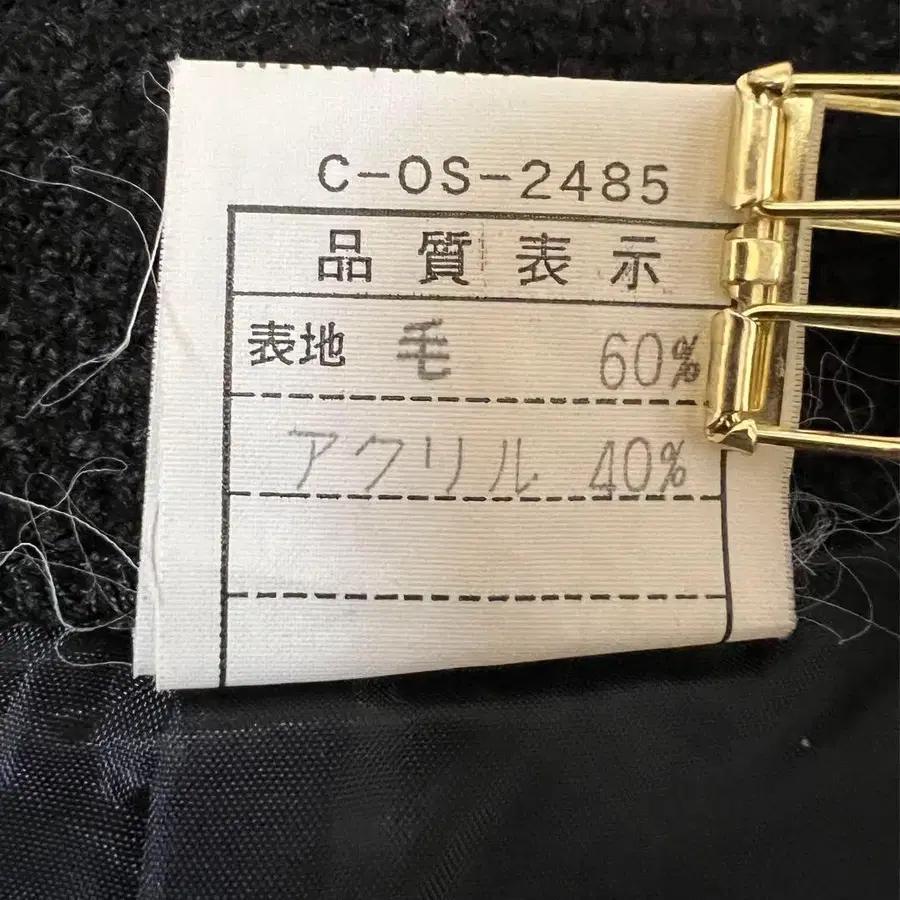 C-OS-2485
品質表示
表地 毛 60%
アクリル 40%